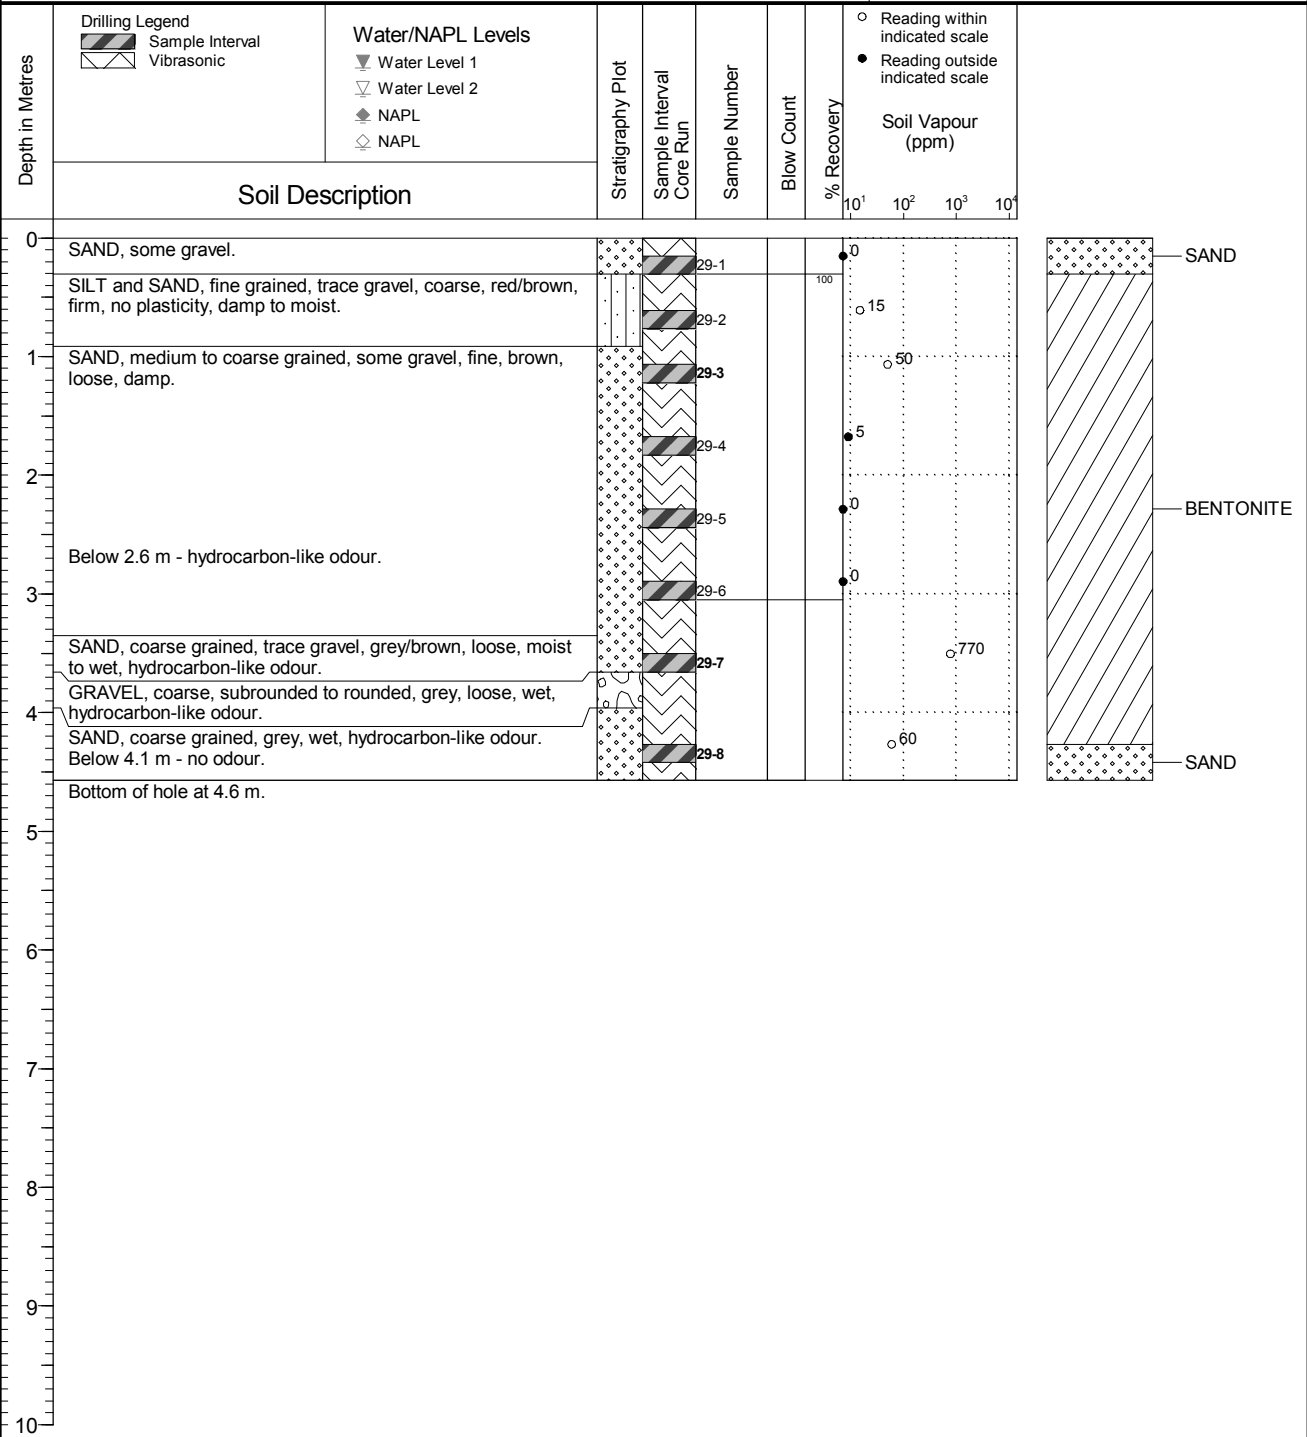 Drilling Legend
Sample Interval
Vibrasonic
Water/NAPL Levels
Water Level 1
Water Level 2
NAPL
NAPL
Depth in Metres
Soil Description
Stratigraphy Plot
Sample Interval
Core Run
Sample Number
Blow Count
% Recovery
Reading within
indicated scale
Reading outside
indicated scale
Soil Vapour
(ppm)
10¹ 10² 10³ 10⁴
0
SAND, some gravel.
29-1
0
SAND
100
SILT and SAND, fine grained, trace gravel, coarse, red/brown,
firm, no plasticity, damp to moist.
29-2
15
1
SAND, medium to coarse grained, some gravel, fine, brown,
loose, damp.
29-3
50
29-4
5
2
29-5
0
BENTONITE
Below 2.6 m - hydrocarbon-like odour.
29-6
0
3
SAND, coarse grained, trace gravel, grey/brown, loose, moist
to wet, hydrocarbon-like odour.
29-7
770
GRAVEL, coarse, subrounded to rounded, grey, loose, wet,
hydrocarbon-like odour.
4
SAND, coarse grained, grey, wet, hydrocarbon-like odour.
Below 4.1 m - no odour.
29-8
60
SAND
Bottom of hole at 4.6 m.
5
6
7
8
9
10